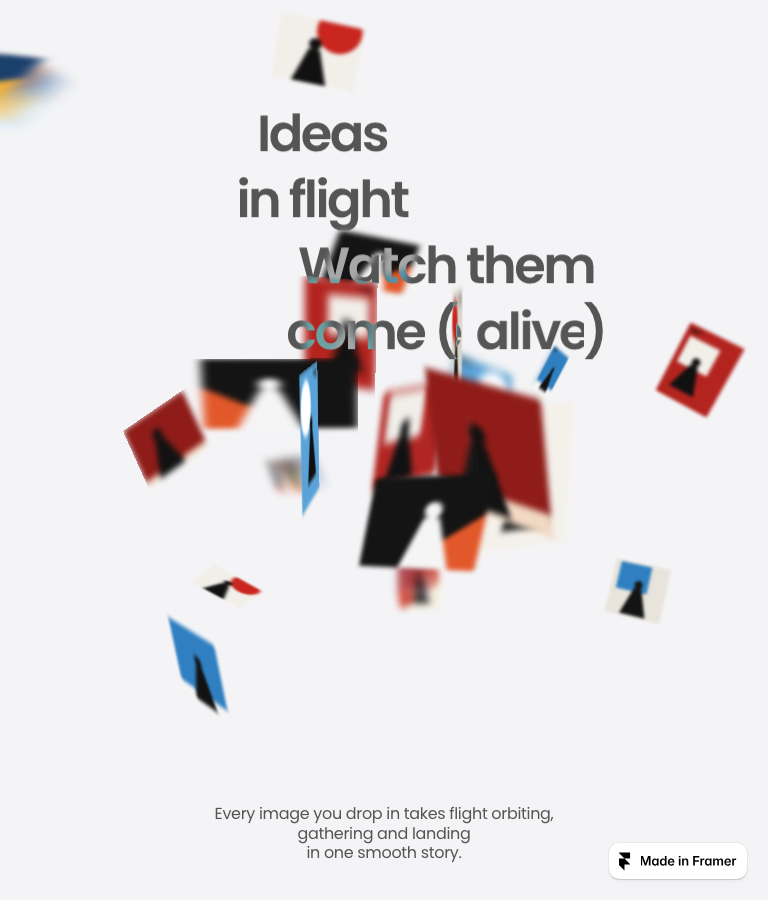 Ideas
in flight
Watch them
come ( alive)
Every image you drop in takes flight orbiting,
gathering and landing
in one smooth story.
Made in Framer